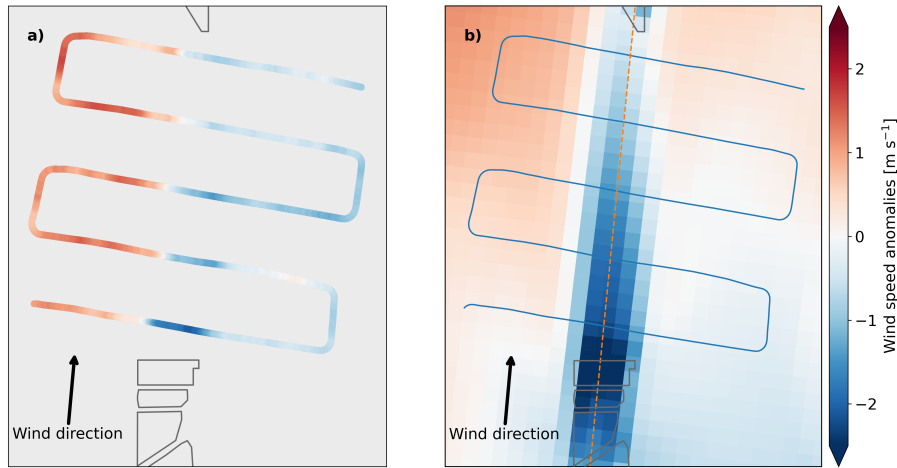 a)
Wind direction
b)
Wind direction
2
1
0
−1
−2
Wind speed anomalies [m s⁻¹]